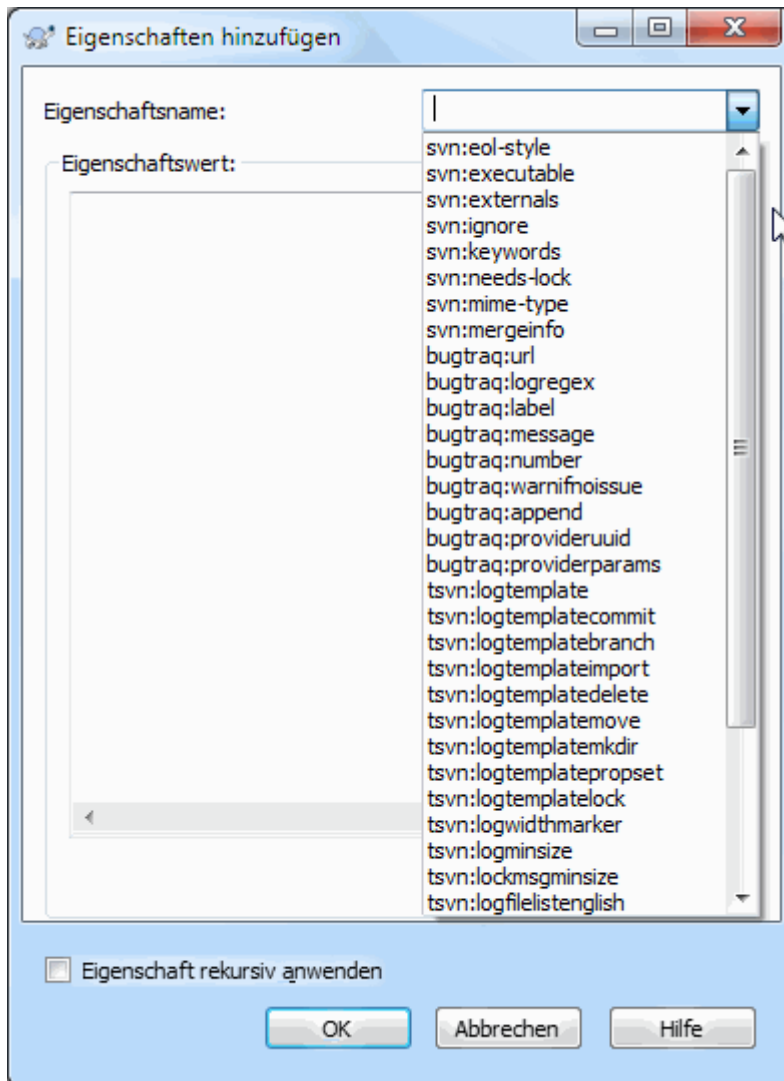 Eigenschaften hinzufügen
Eigenschaftsname:
Eigenschaftswert:
svn:eol-style
svn:executable
svn:externals
svn:ignore
svn:keywords
svn:needs-lock
svn:mime-type
svn:mergeinfo
bugtraq:url
bugtraq:logregex
bugtraq:label
bugtraq:message
bugtraq:number
bugtraq:warnifnoissue
bugtraq:append
bugtraq:provideruuid
bugtraq:providerparams
tsvn:logtemplate
tsvn:logtemplatecommit
tsvn:logtemplatebranch
tsvn:logtemplateimport
tsvn:logtemplatedelete
tsvn:logtemplatemove
tsvn:logtemplatemkdir
tsvn:logtemplatepropset
tsvn:logtemplatelock
tsvn:logwidthmarker
tsvn:logminsize
tsvn:lockmsgminsize
tsvn:logfilelistenglish
Eigenschaft rekursiv anwenden
OK Abbrechen Hilfe